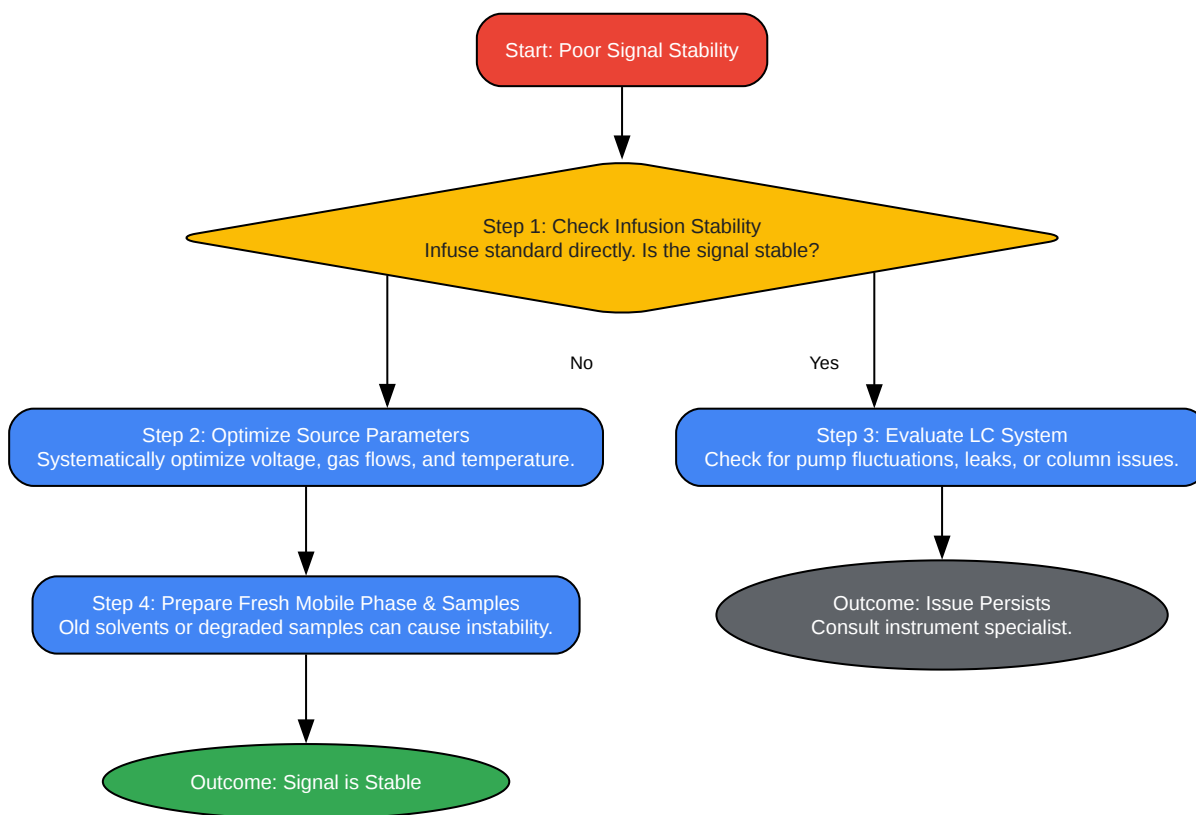 Start: Poor Signal Stability
Step 1: Check Infusion Stability
Infuse standard directly. Is the signal stable?
No
Yes
Step 2: Optimize Source Parameters
Systematically optimize voltage, gas flows, and temperature.
Step 3: Evaluate LC System
Check for pump fluctuations, leaks, or column issues.
Step 4: Prepare Fresh Mobile Phase & Samples
Old solvents or degraded samples can cause instability.
Outcome: Issue Persists
Consult instrument specialist.
Outcome: Signal is Stable